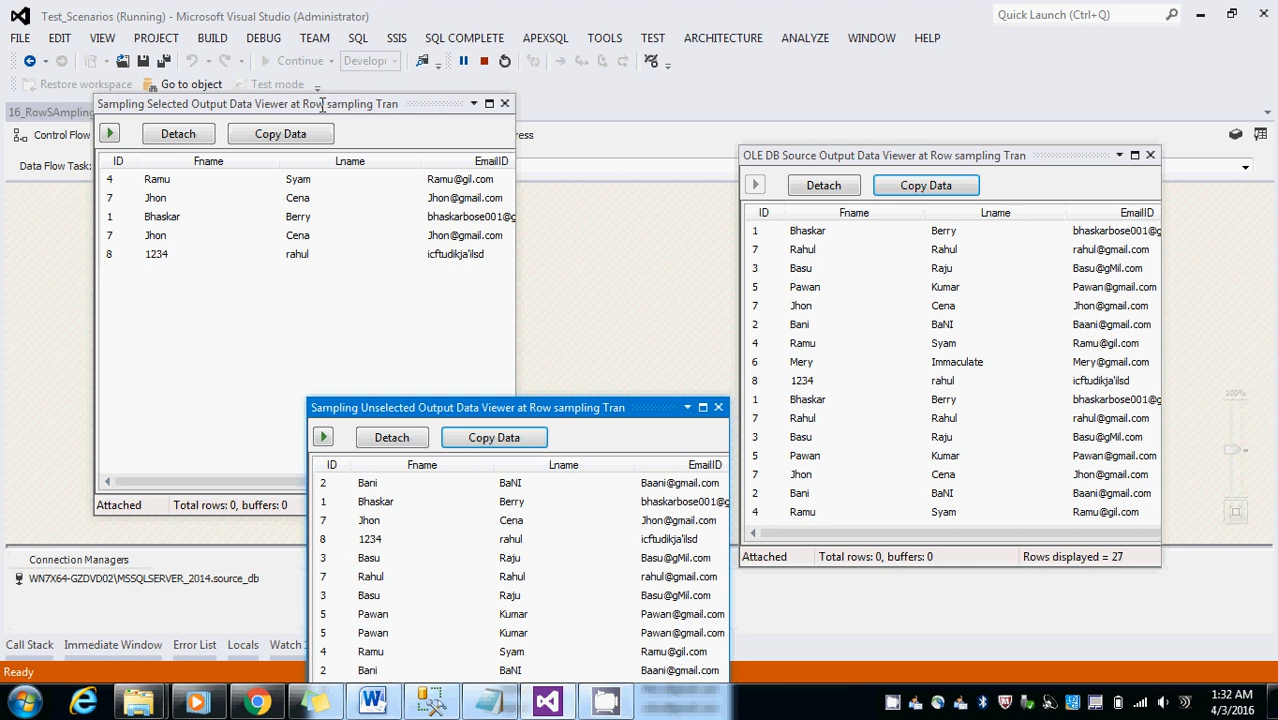 Test_Scenarios (Running) - Microsoft Visual Studio (Administrator)
Quick Launch (Ctrl+Q)
FILE EDIT VIEW PROJECT BUILD DEBUG TEAM SQL SSIS SQL COMPLETE APEXSQL TOOLS TEST ARCHITECTURE ANALYZE WINDOW HELP
Continue Developi
Restore workspace Go to object Test mode
16_RowSAmpling
Control Flow
Data Flow Task:
Sampling Selected Output Data Viewer at Row sampling Tran
Detach Copy Data
ID Fname Lname EmailID
4 Ramu Syam Ramu@gil.com
7 Jhon Cena Jhon@gmail.com
1 Bhaskar Berry bhaskarbose001@g
7 Jhon Cena Jhon@gmail.com
8 1234 rahul icftudikja'ilsd
Attached Total rows: 0, buffers: 0
OLE DB Source Output Data Viewer at Row sampling Tran
Detach Copy Data
ID Fname Lname EmailID
1 Bhaskar Berry bhaskarbose001@g
7 Rahul Rahul rahul@gmail.com
3 Basu Raju Basu@gMil.com
5 Pawan Kumar Pawan@gmail.com
7 Jhon Cena Jhon@gmail.com
2 Bani BaNI Baani@gmail.com
4 Ramu Syam Ramu@gil.com
6 Mery Immaculate Mery@gmail.com
8 1234 rahul icftudikja'ilsd
1 Bhaskar Berry bhaskarbose001@g
7 Rahul Rahul rahul@gmail.com
3 Basu Raju Basu@gMil.com
5 Pawan Kumar Pawan@gmail.com
7 Jhon Cena Jhon@gmail.com
2 Bani BaNI Baani@gmail.com
4 Ramu Syam Ramu@gil.com
Attached Total rows: 0, buffers: 0 Rows displayed = 27
100%
Sampling Unselected Output Data Viewer at Row sampling Tran
Detach Copy Data
ID Fname Lname EmailID
2 Bani BaNI Baani@gmail.com
1 Bhaskar Berry bhaskarbose001@g
7 Jhon Cena Jhon@gmail.com
8 1234 rahul icftudikja'ilsd
3 Basu Raju Basu@gMil.com
7 Rahul Rahul rahul@gmail.com
3 Basu Raju Basu@gMil.com
5 Pawan Kumar Pawan@gmail.com
5 Pawan Kumar Pawan@gmail.com
4 Ramu Syam Ramu@gil.com
2 Bani BaNI Baani@gmail.com
Connection Managers
WN7X64-GZDVD02\MSSQLSERVER_2014.source_db
Call Stack Immediate Window Error List Locals Watch
Ready
1:32 AM
4/3/2016